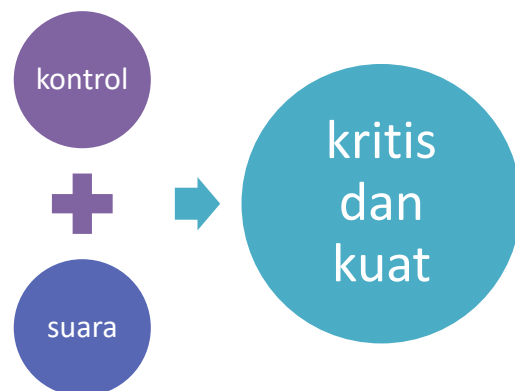 kontrol
suara
kritis
dan
kuat